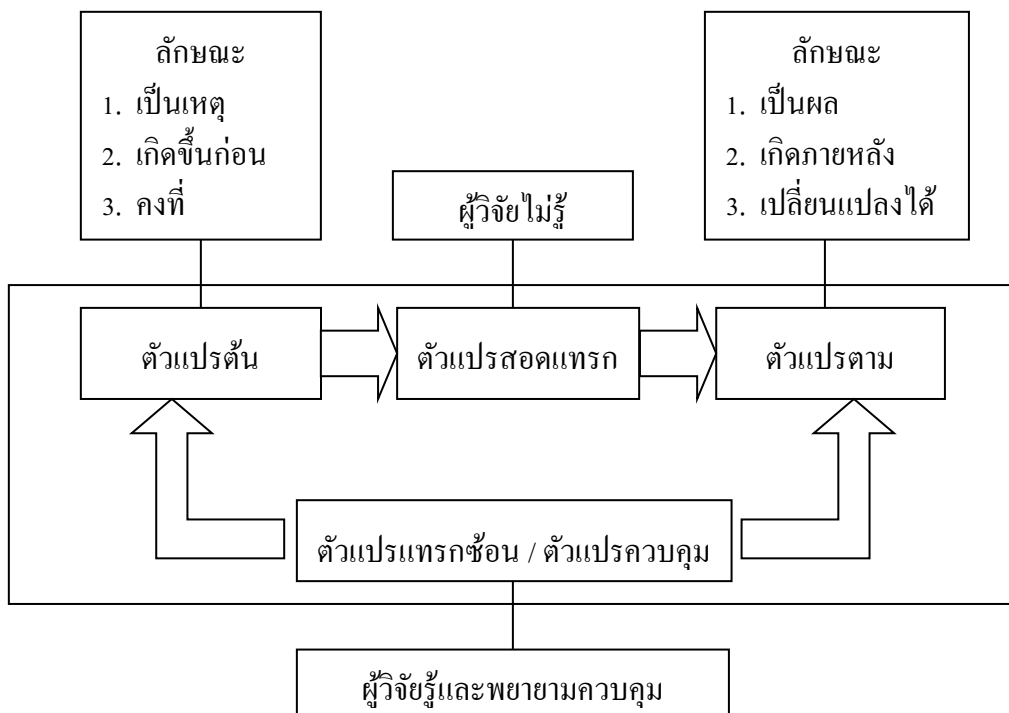 ลักษณะ
1. เป็นเหตุ
2. เกิดขึ้นก่อน
3. คงที่
ผู้วิจัยไม่รู้
ลักษณะ
1. เป็นผล
2. เกิดภายหลัง
3. เปลี่ยนแปลงได้
ตัวแปรต้น
ตัวแปรสอดแทรก
ตัวแปรตาม
ตัวแปรแทรกซ้อน / ตัวแปรควบคุม
ผู้วิจัยรู้และพยายามควบคุม